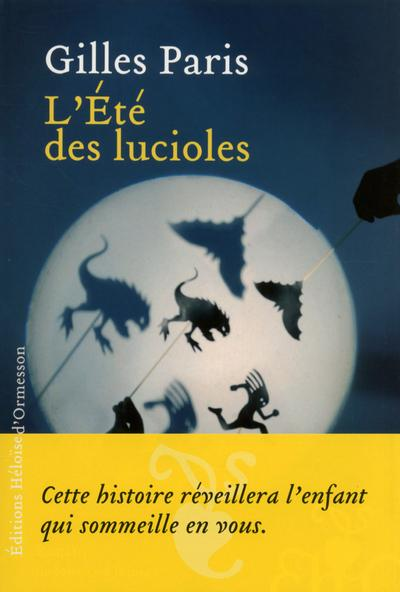 Gilles Paris
L'Été
des lucioles
Éditions Héloïse d'Ormesson
Cette histoire réveillera l'enfant
qui sommeille en vous.